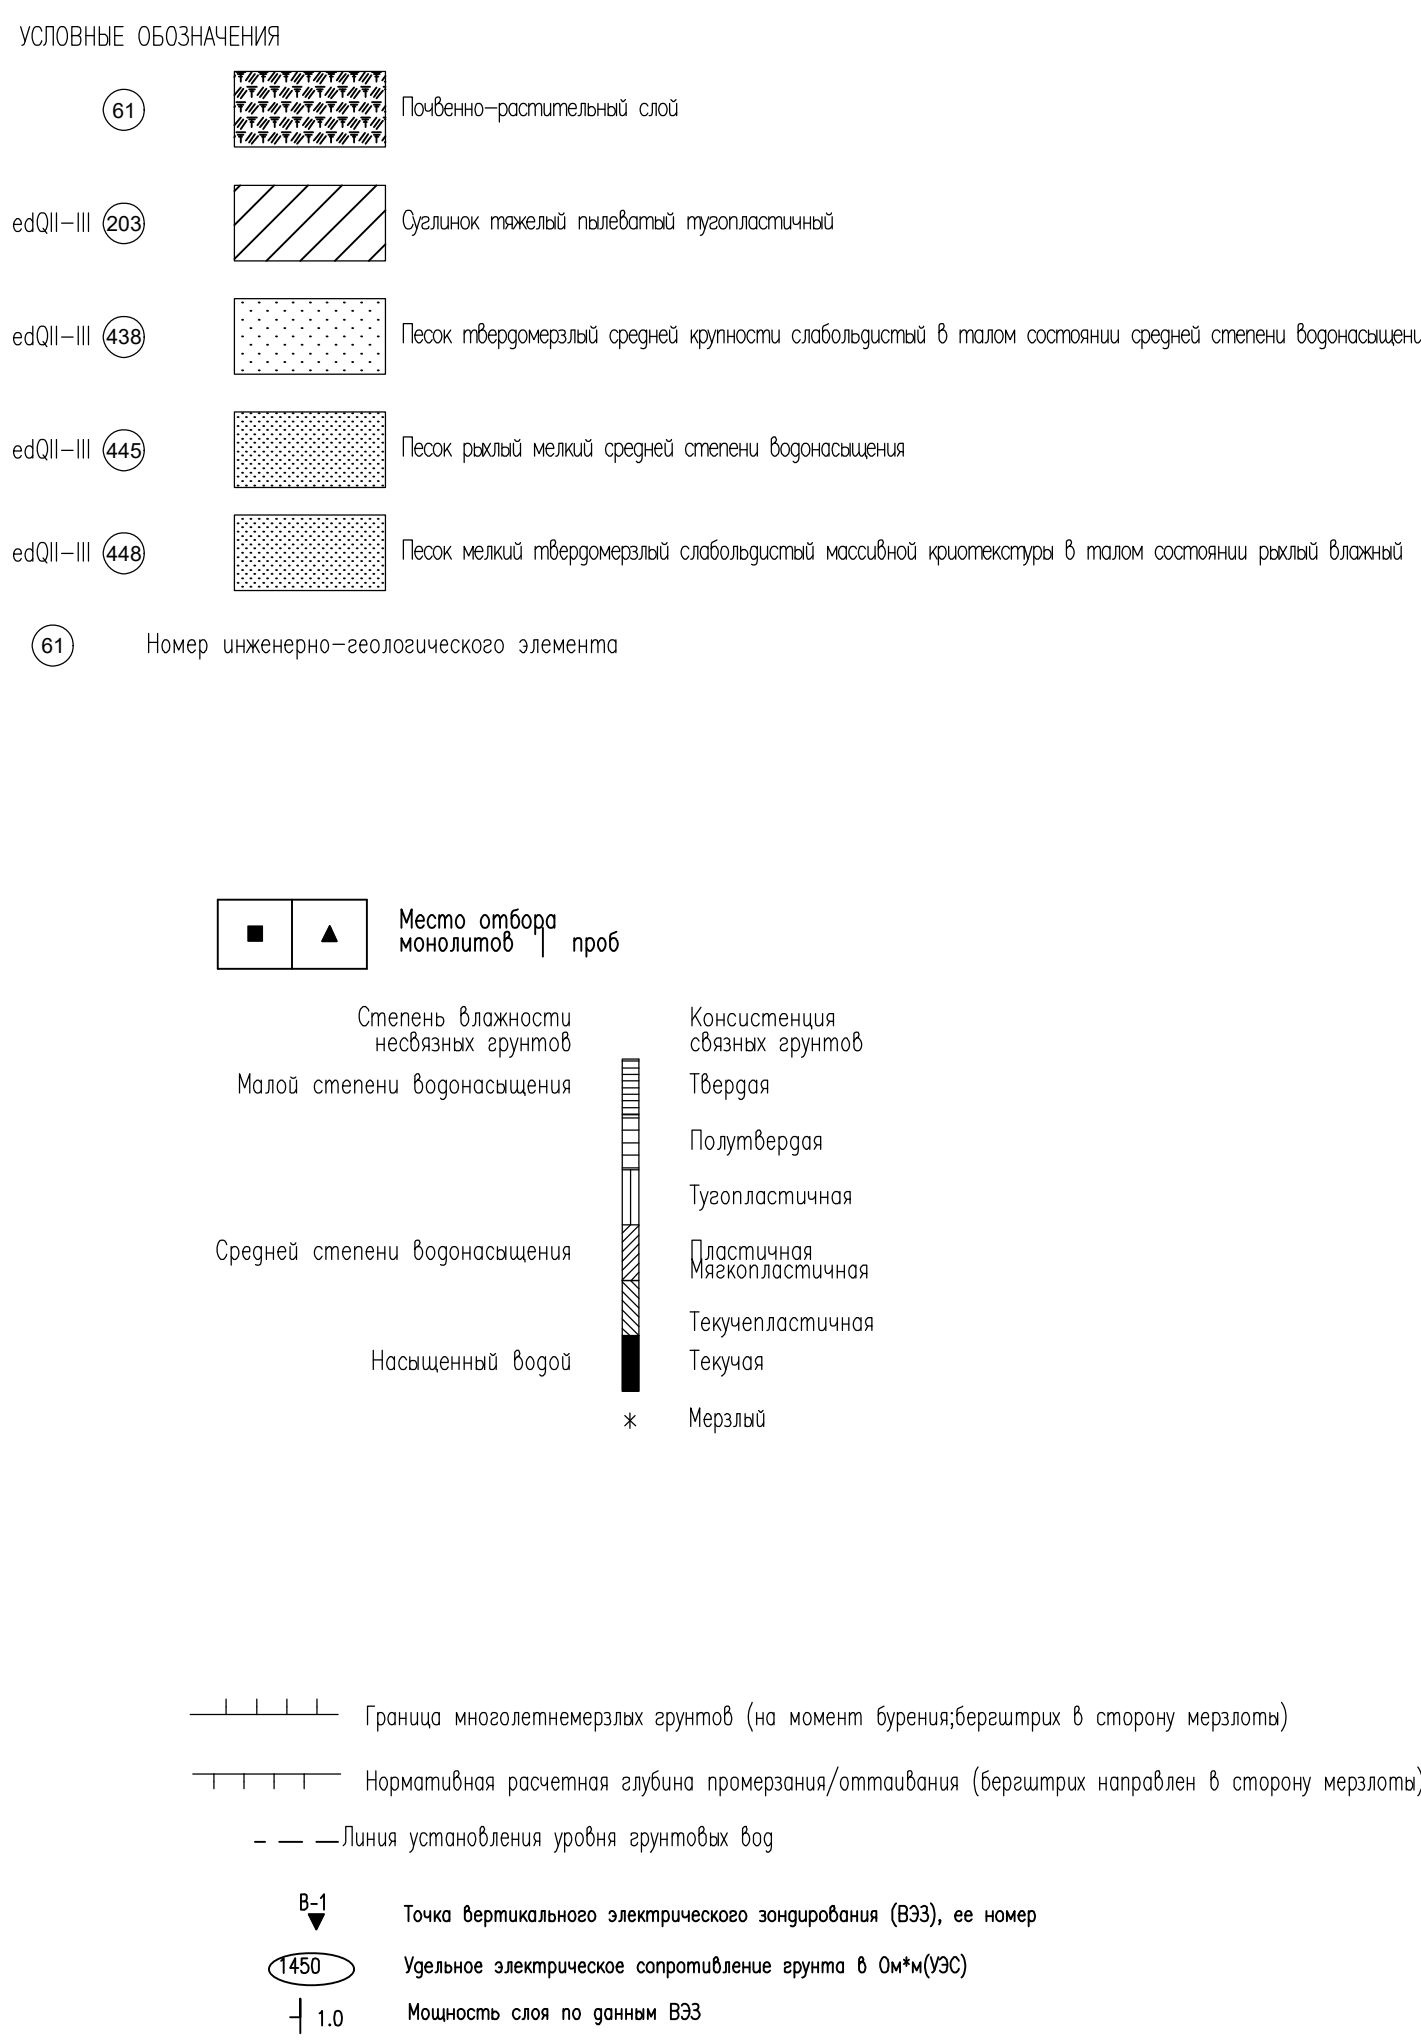 УСЛОВНЫЕ ОБОЗНАЧЕНИЯ
61 Почвенно-растительный слой
edQII-III 203 Суглинок тяжелый пылеватый тугопластичный
edQII-III 438 Песок твердомерзлый средней крупности слабольдистый в талом состоянии средней степени
edQII-III 445 Песок рыхлый мелкий средней степени водонасыщения
edQII-III 448 Песок мелкий твердомерзлый слабольдистый массивной криотекстуры в талом состоянии рыхлый влажный
61 Номер инженерно-геологического элемента
Место отбора
монолитов | проб
Степень влажности
несвязных грунтов
Консистенция
связных грунтов
Малой степени водонасыщения Твердая
Полутвердая
Тугопластичная
Средней степени водонасыщения Пластичная
Мягкопластичная
Текучепластичная
Насыщенный водой Текучая
Мерзлый
Граница многолетнемерзлых грунтов (на момент бурения;бергштрих в сторону мерзлоты)
Нормативная расчетная глубина промерзания/оттаивания (бергштрих направлен в сторону мерзлоты)
Линия установления уровня грунтовых вод
В-1 Точка вертикального электрического зондирования (ВЭЗ), ее номер
1450 Удельное электрическое сопротивление грунта в Ом*м(УЭС)
1.0 Мощность слоя по данным ВЭЗ